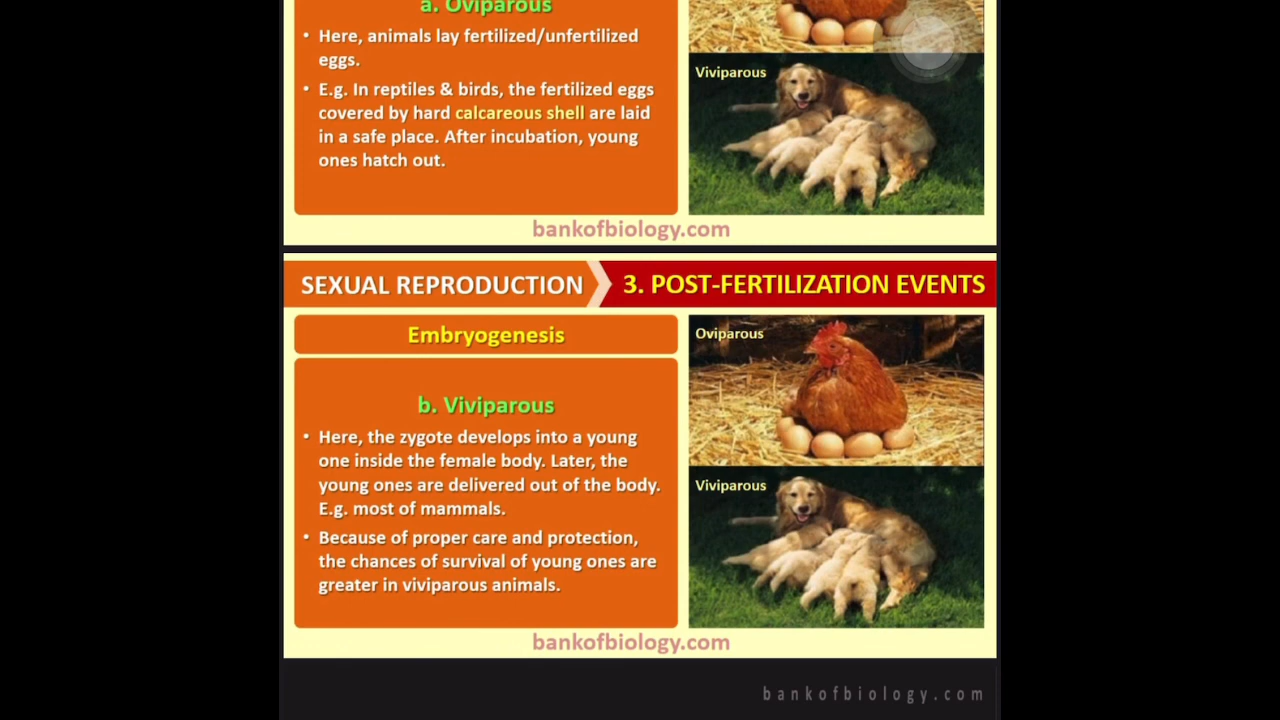 a. Oviparous
• Here, animals lay fertilized/unfertilized
eggs.
• E.g. In reptiles & birds, the fertilized eggs
covered by hard calcareous shell are laid
in a safe place. After incubation, young
ones hatch out.
Viviparous
bankofbiology.com
SEXUAL REPRODUCTION
3. POST-FERTILIZATION EVENTS
Embryogenesis
b. Viviparous
• Here, the zygote develops into a young
one inside the female body. Later, the
young ones are delivered out of the body.
E.g. most of mammals.
• Because of proper care and protection,
the chances of survival of young ones are
greater in viviparous animals.
Oviparous
Viviparous
bankofbiology.com
bankofbiology.com